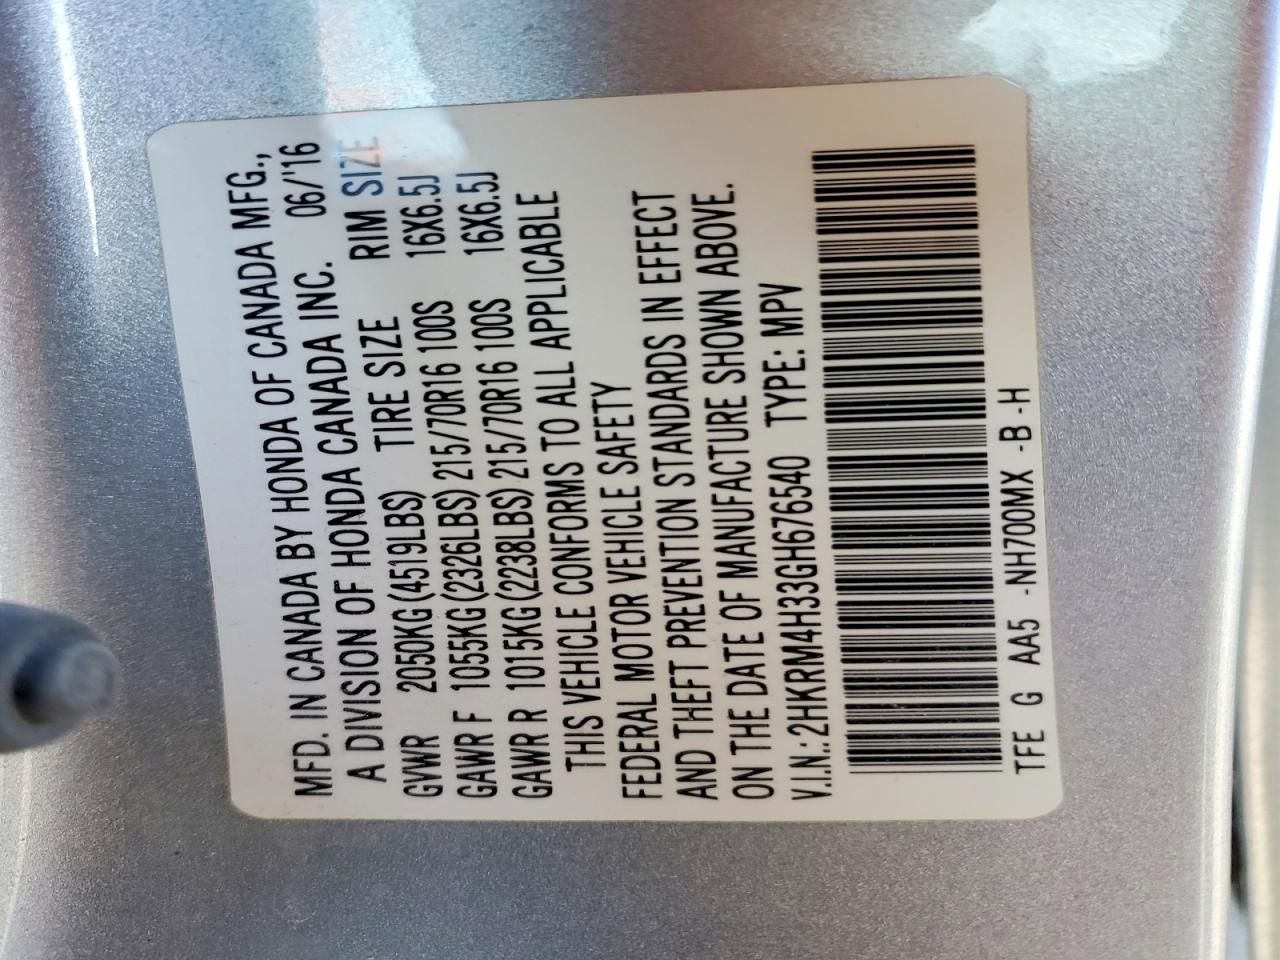 MFD. IN CANADA BY HONDA OF CANADA MFG.,
A DIVISION OF HONDA CANADA INC. 06/'16
GVWR 2050KG (4519LBS) TIRE SIZE RIM SIZE
GAWR F 1055KG (2326LBS) 215/70R16 100S 16X6.5J
GAWR R 1015KG (2238LBS) 215/70R16 100S 16X6.5J
THIS VEHICLE CONFORMS TO ALL APPLICABLE
FEDERAL MOTOR VEHICLE SAFETY
AND THEFT PREVENTION STANDARDS IN EFFECT
ON THE DATE OF MANUFACTURE SHOWN ABOVE.
V.I.N.: 2HKRM4H33GH676540 TYPE: MPV
TFE G AA5 -NH700MX -B-H